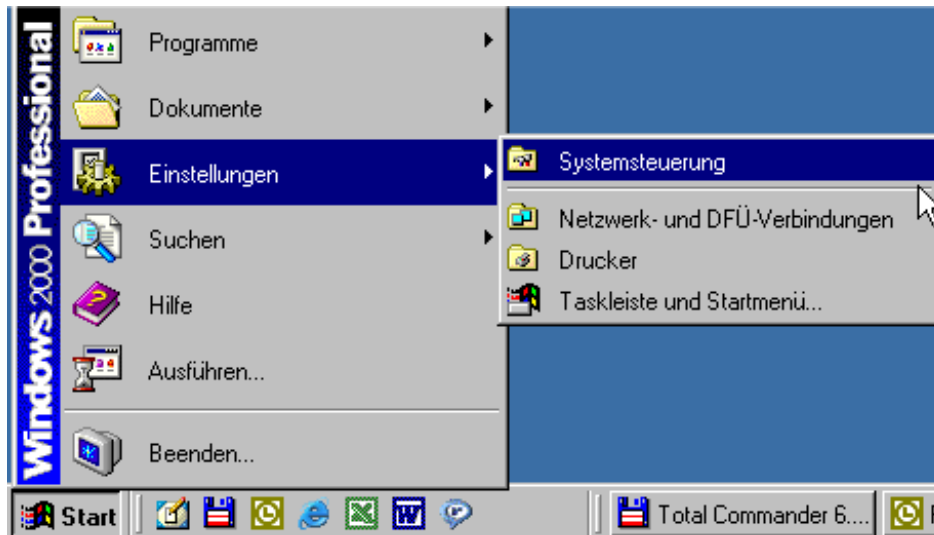 Windows 2000 Professional
Programme
Dokumente
Einstellungen
Suchen
Hilfe
Ausführen...
Beenden...
Systemsteuerung
Netzwerk- und DFÜ-Verbindungen
Drucker
Taskleiste und Startmenü...
Start
Total Commander 6....